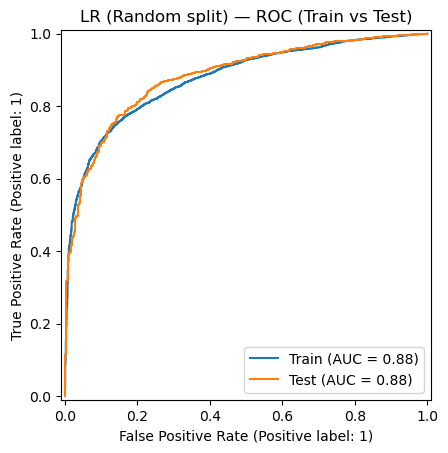 LR (Random split) — ROC (Train vs Test)
True Positive Rate (Positive label: 1)
1.0
0.8
0.6
0.4
0.2
0.0
Train (AUC = 0.88)
Test (AUC = 0.88)
0.0 0.2 0.4 0.6 0.8 1.0
False Positive Rate (Positive label: 1)